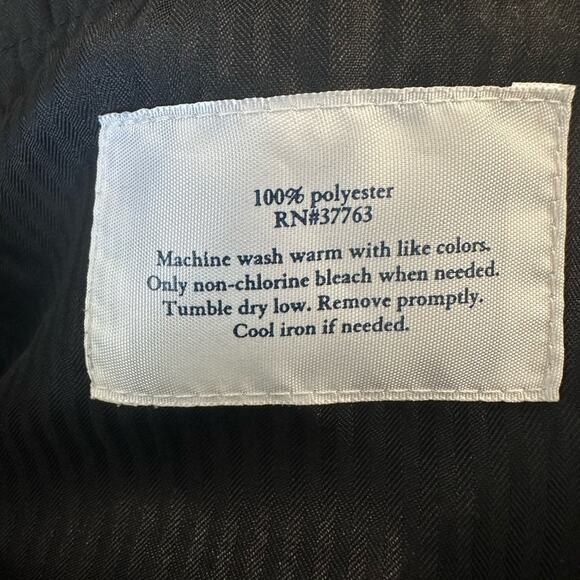 100% polyester
RN#37763
Machine wash warm with like colors.
Only non-chlorine bleach when needed.
Tumble dry low. Remove promptly.
Cool iron if needed.